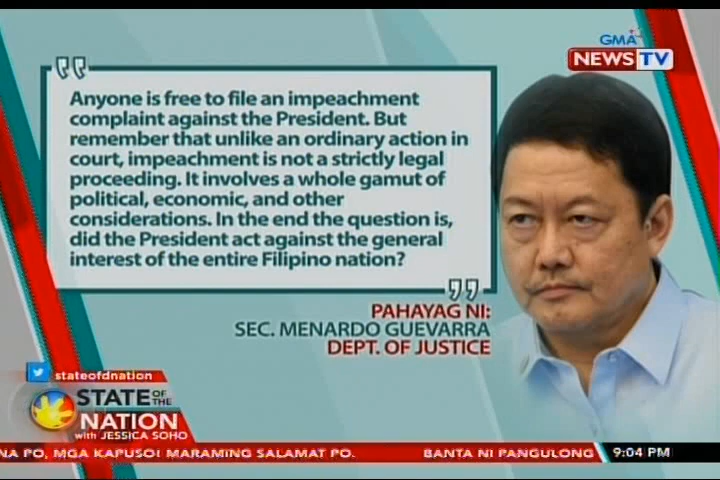 GMA
NEWS TV
“
Anyone is free to file an impeachment
complaint against the President. But
remember that unlike an ordinary action in
court, impeachment is not a strictly legal
proceeding. It involves a whole gamut of
political, economic, and other
considerations. In the end the question is,
did the President act against the general
interest of the entire Filipino nation?
”
PAHAYAG NI:
SEC. MENARDO GUEVARRA
DEPT. OF JUSTICE
stateofdnation
STATE OF THE
NATION
with JESSICA SOHO
NA PO, MGA KAPUSO! MARAMING SALAMAT PO. BANTA NI PANGULONG 9:04 PM